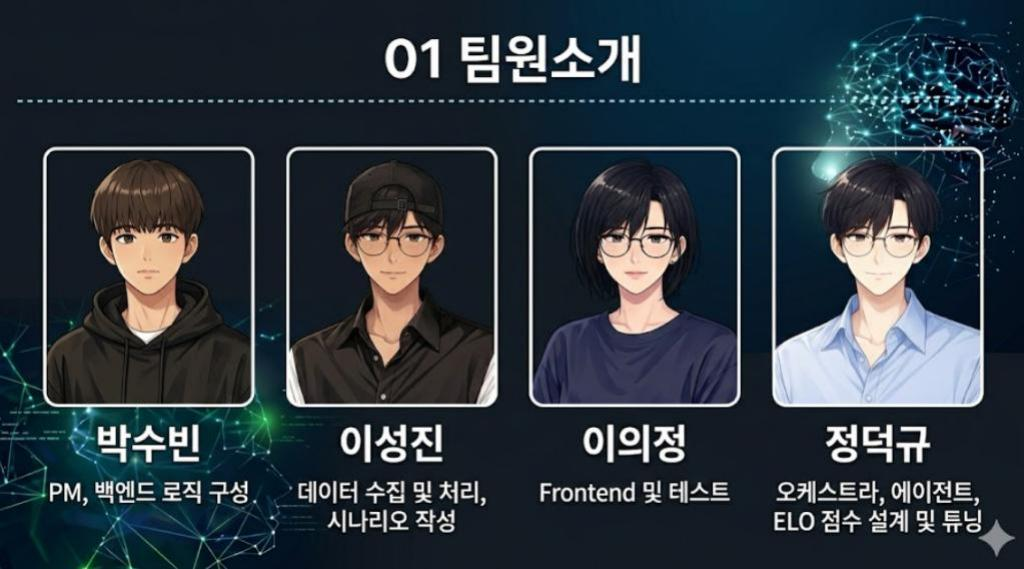 01 팀원소개
박수빈
PM, 백엔드 로직 구성
이성진
데이터 수집 및 처리,
시나리오 작성
이의정
Frontend 및 테스트
정덕규
오케스트라, 에이전트,
ELO 점수 설계 및 튜닝